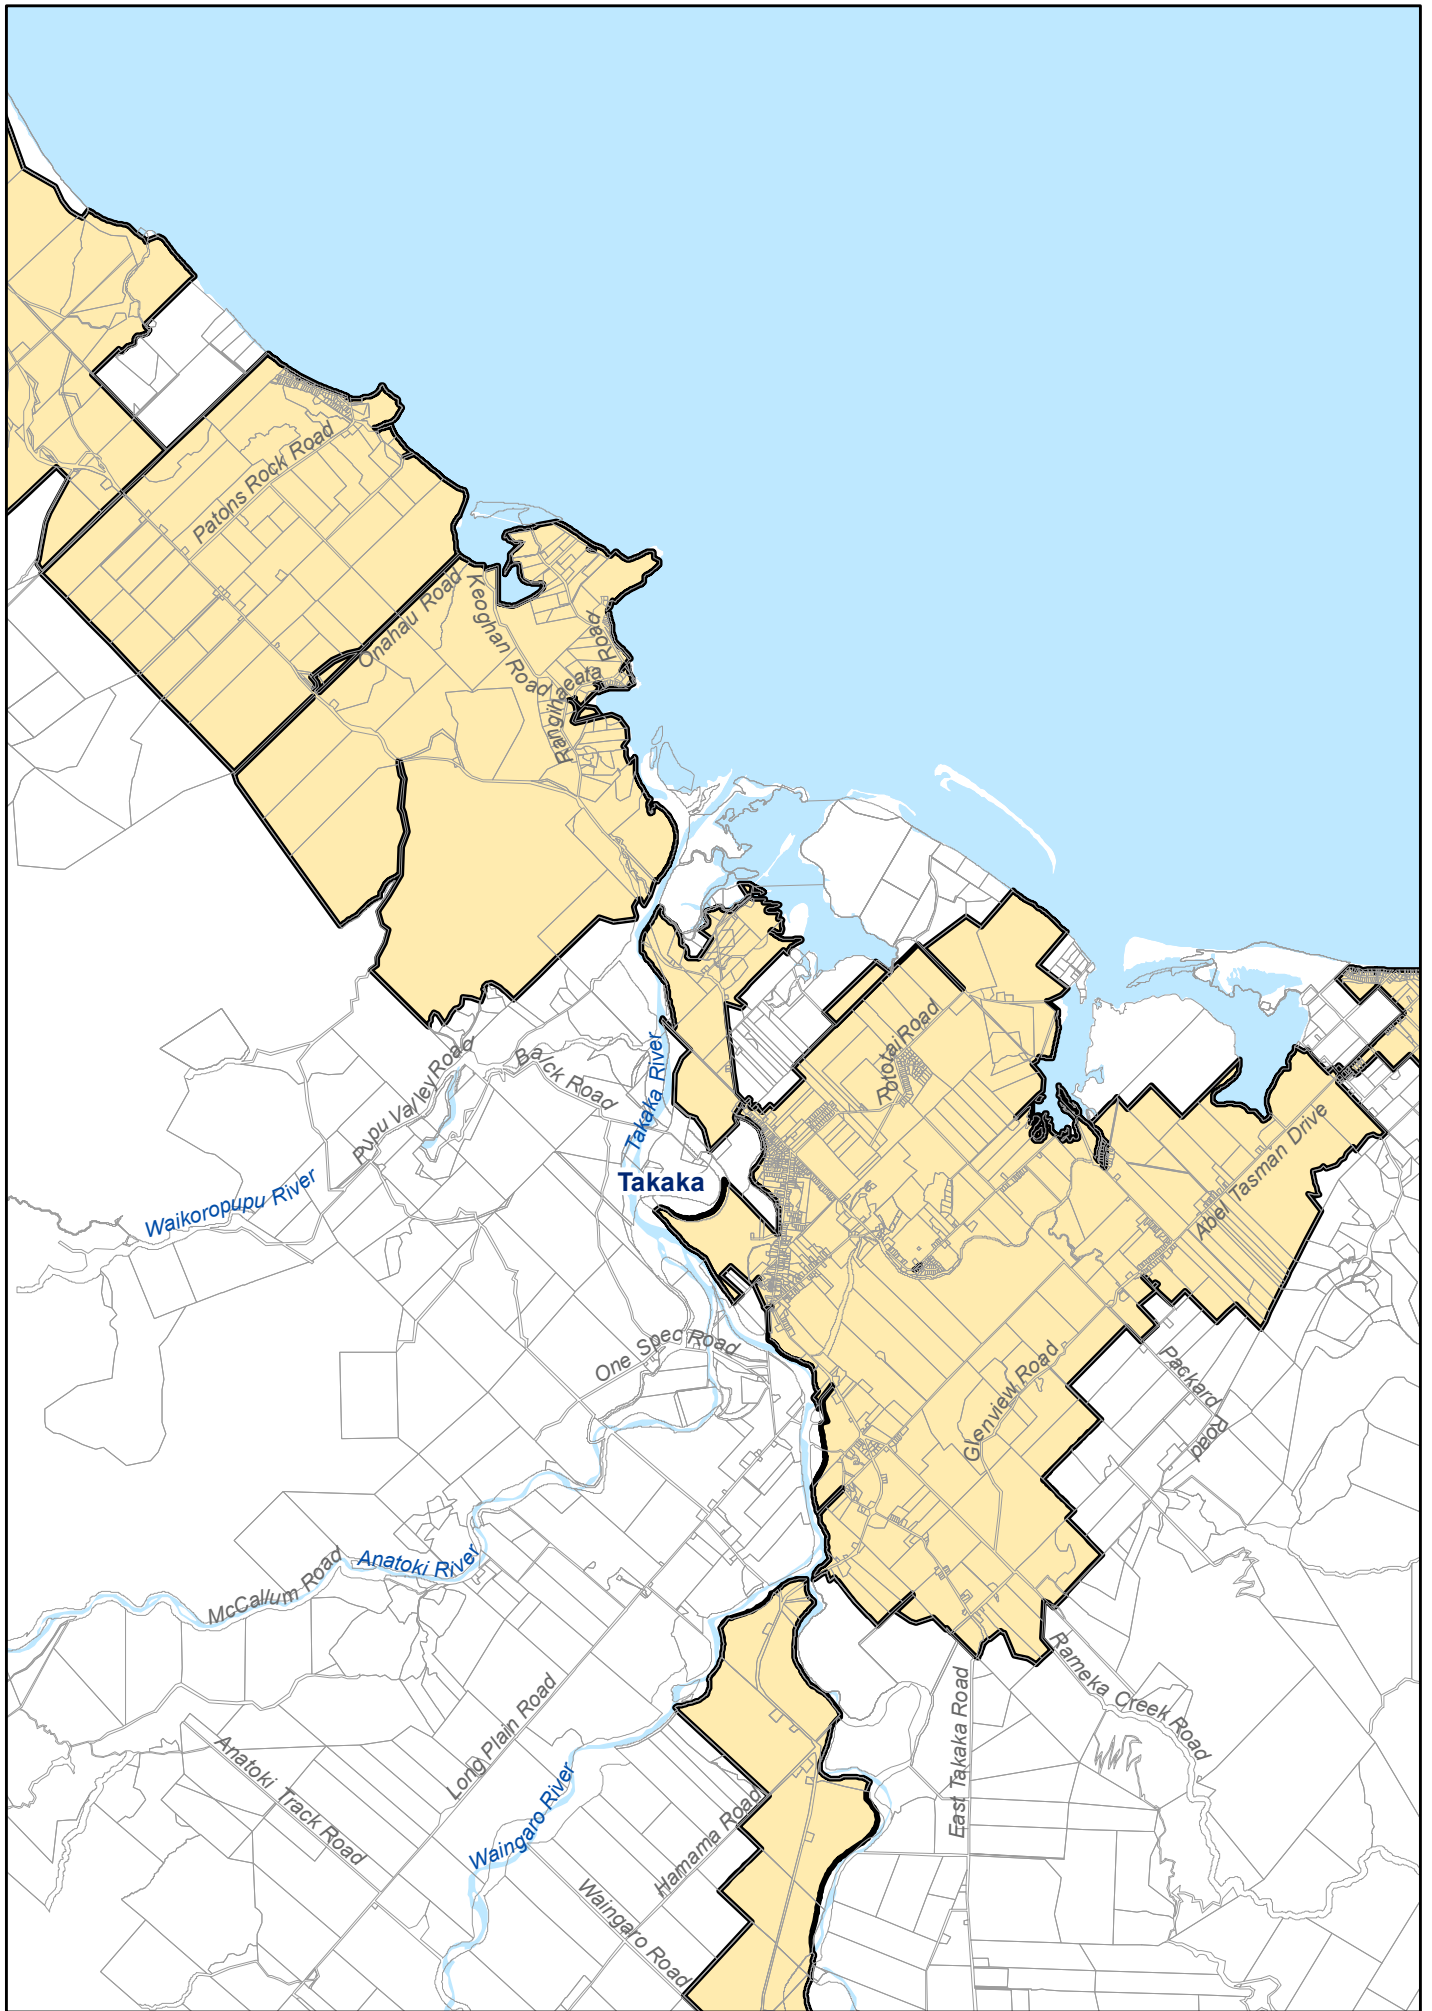 Patons Rock Road
Onahau Road
Keoghan Road
Rangihaeata Road
Rototai Road
Pupu Valley Road
Balck Road
Takaka River
Takaka
Waikoropupu River
Abel Tasman Drive
One Spec Road
Glenview Road
Packard Road
McCallum Road
Anatoki River
Rameka Creek Road
East Takaka Road
Long Plain Road
Anatoki Track Road
Waingaro River
Hamama Road
Waingaro Road